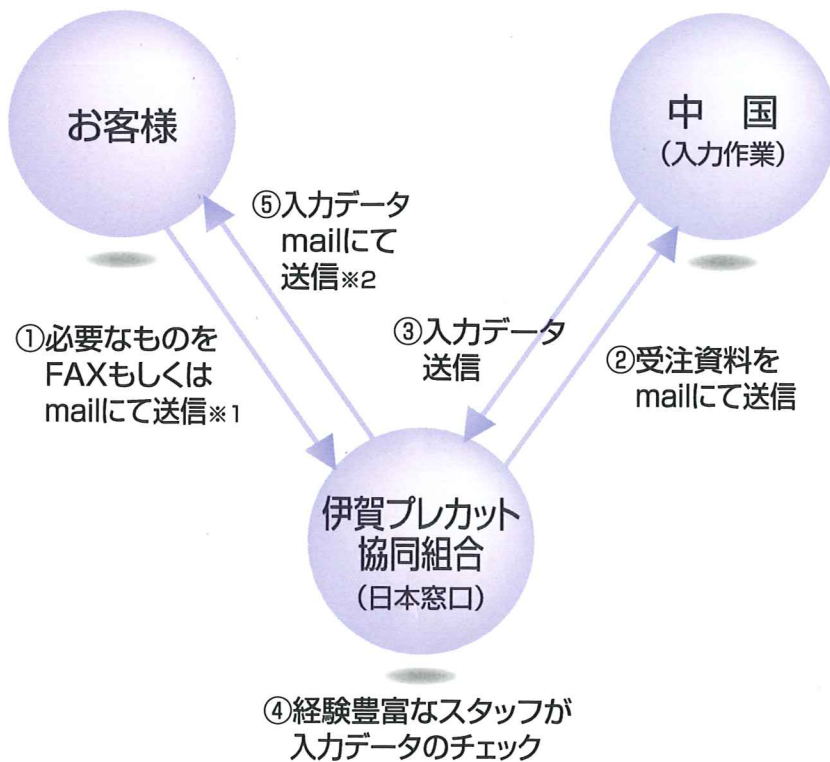 お客様
中　国
（入力作業）
⑤入力データ
mailにて
送信※2
①必要なものを
FAXもしくは
mailにて送信※1
③入力データ
送信
②受注資料を
mailにて送信
伊賀プレカット
協同組合
（日本窓口）
④経験豊富なスタッフが
入力データのチェック